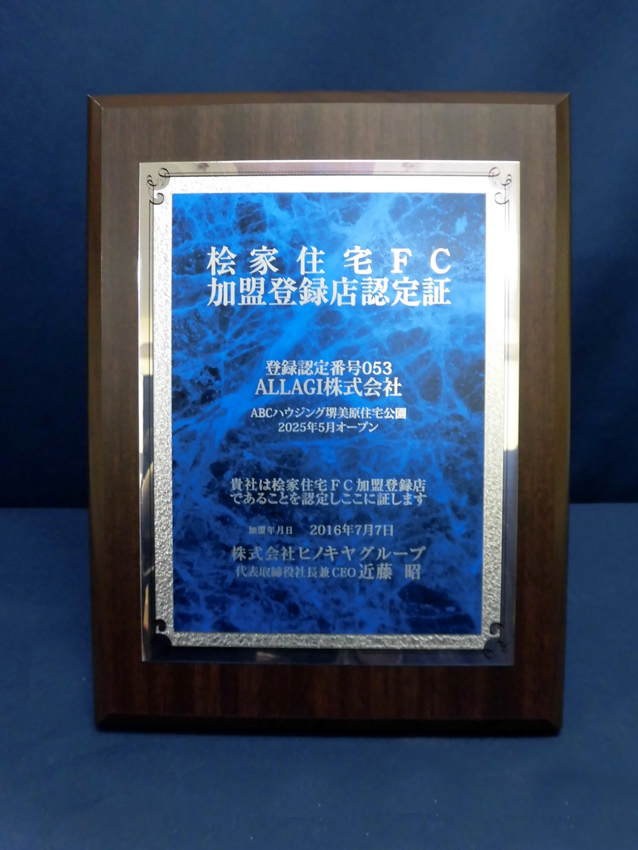 桧家住宅FC
加盟登録店認定証
登録認定番号053
ALLAGI株式会社
ABCハウジング堺美原住宅公園
2025年5月オープン
貴社は桧家住宅FC加盟登録店
であることを認定しここに証します
加盟年月日 2016年7月7日
株式会社ヒノキヤグループ
代表取締役社長兼CEO 近藤 昭